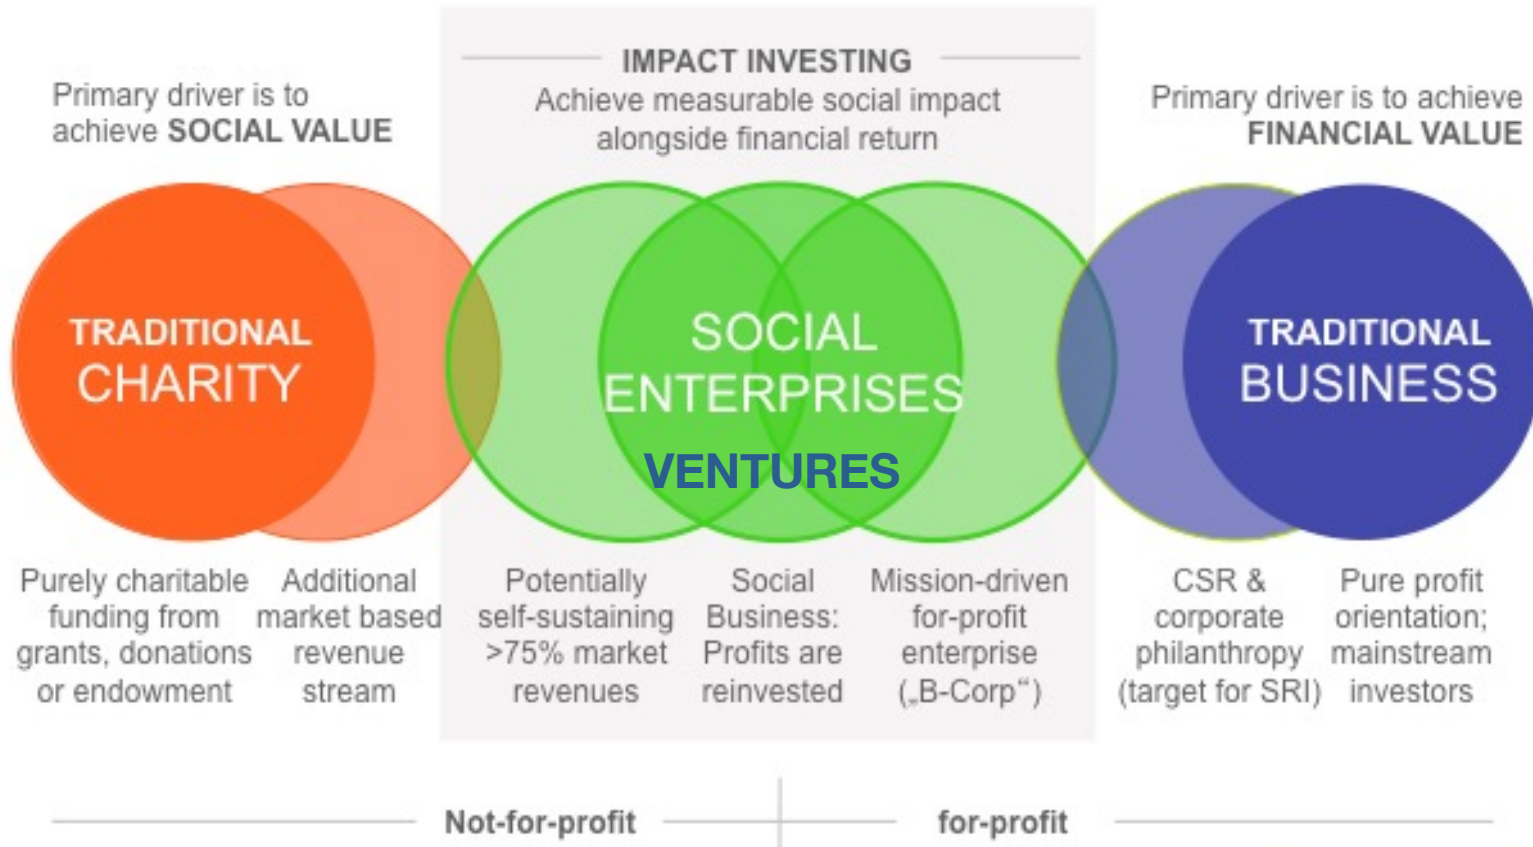 IMPACT INVESTING
Achieve measurable social impact
alongside financial return
Primary driver is to
achieve SOCIAL VALUE
Primary driver is to achieve
FINANCIAL VALUE
TRADITIONAL
CHARITY
SOCIAL
ENTERPRISES
VENTURES
TRADITIONAL
BUSINESS
Purely charitable
funding from
grants, donations
or endowment
Additional
market based
revenue
stream
Potentially
self-sustaining
>75% market
revenues
Social
Business:
Profits are
reinvested
Mission-driven
for-profit
enterprise
(„B-Corp“)
CSR &
corporate
philanthropy
(target for SRI)
Pure profit
orientation;
mainstream
investors
Not-for-profit
for-profit